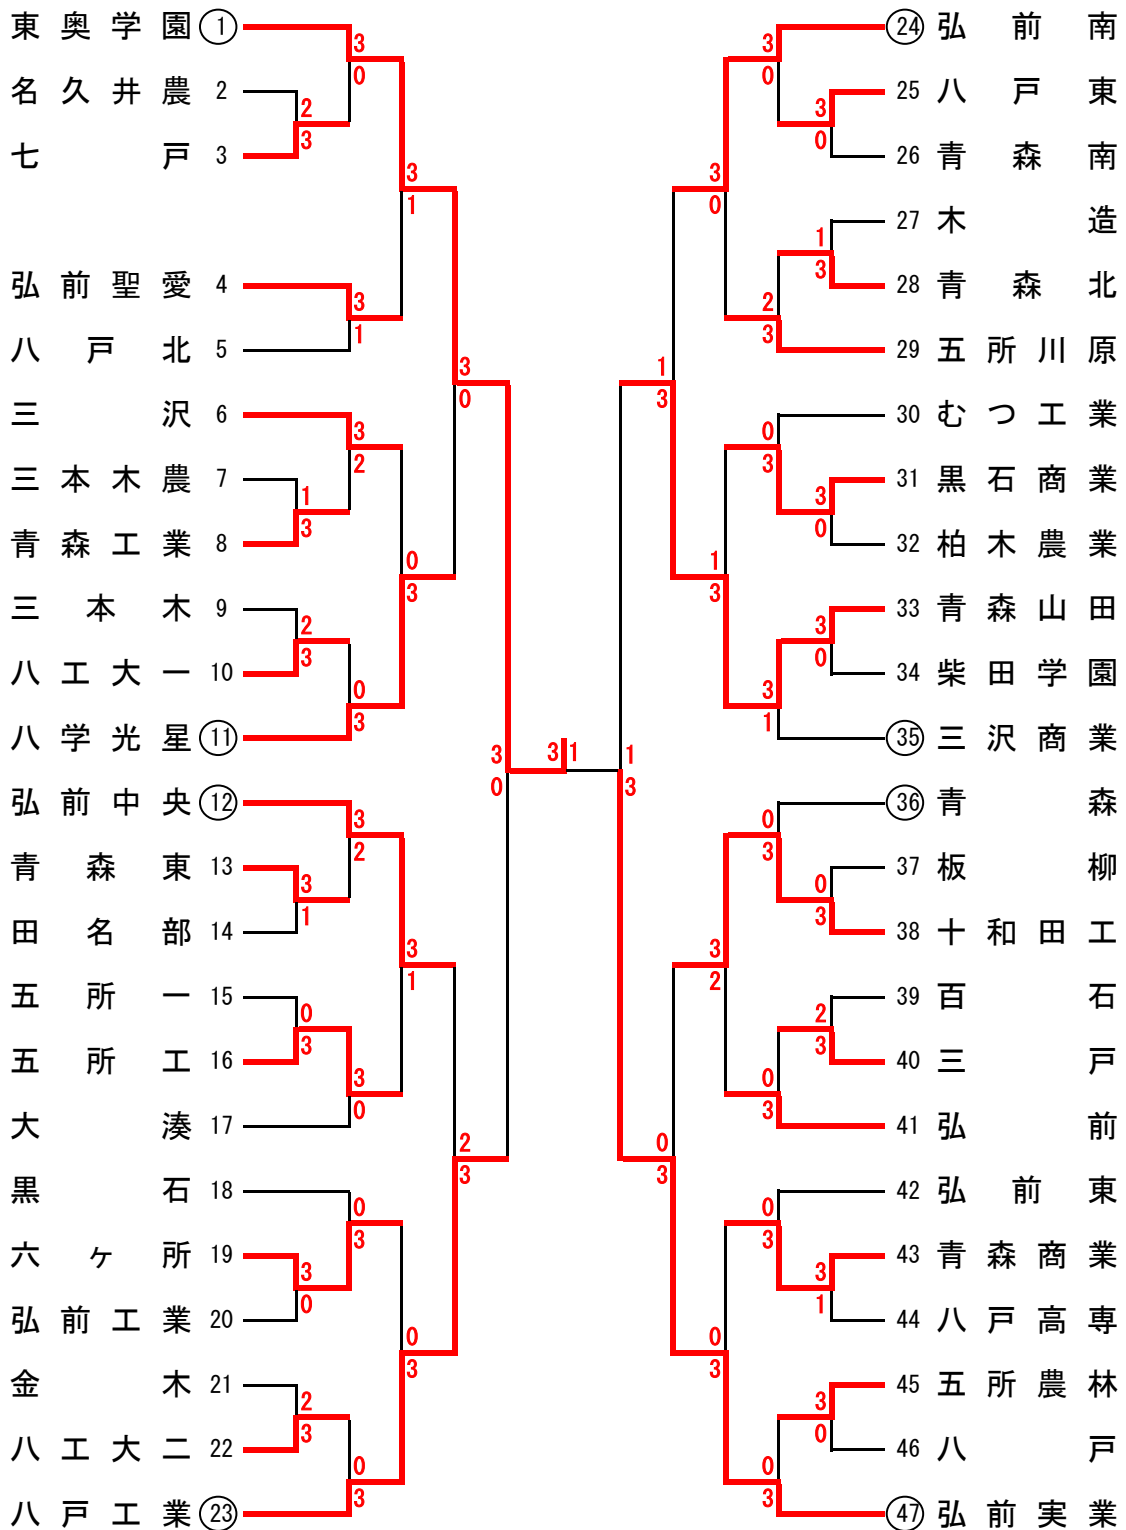 東奥学園 1
3
0
名久井農 2
2
3
七戸 3
3
1
弘前聖愛 4
3
1
八戸北 5
3
0
三沢 6
3
2
三本木農 7
1
3
青森工業 8
0
3
三本木 9
2
3
八工大一 10
0
3
八学光星 11
3
0
弘前中央 12
3
2
青森東 13
3
1
田名部 14
3
1
五所一 15
0
3
五所工 16
3
0
大湊 17
2
3
黒石 18
0
3
六ヶ所 19
3
0
弘前工業 20
0
3
金木 21
2
3
八工大二 22
0
3
八戸工業 23
3 1
24 弘前南
3
0
25 八戸東
3
0
26 青森南
3
0
27 木造
1
3
28 青森北
2
3
29 五所川原
1
3
30 むつ工業
0
3
31 黒石商業
3
0
32 柏木農業
1
3
33 青森山田
3
0
34 柴田学園
3
1
35 三沢商業
1
3
36 青森
0
3
37 板柳
0
3
38 十和田工
3
2
39 百石
2
3
40 三戸
0
3
41 弘前
0
3
42 弘前東
0
3
43 青森商業
3
1
44 八戸高専
0
3
45 五所農林
3
0
46 八戸
0
3
47 弘前実業